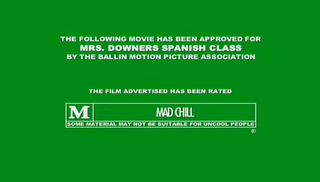 THE FOLLOWING MOVIE HAS BEEN APPROVED FOR
MRS. DOWNERS SPANISH CLASS
BY THE BALLIN MOTION PICTURE ASSOCIATION
THE FILM ADVERTISED HAS BEEN RATED
M MAD CHILL
SOME MATERIAL MAY NOT BE SUITABLE FOR UNCOOL PEOPLE
®